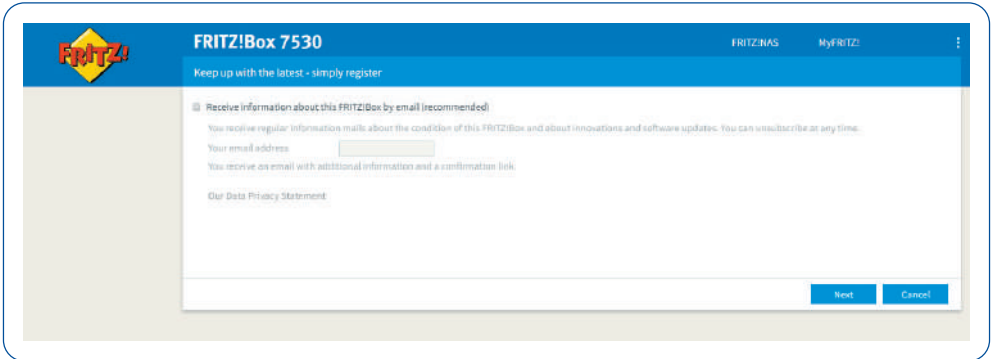 FRITZ!
FRITZ!Box 7530
FRITZ!NAS
MyFRITZ!
Keep up with the latest - simply register
Receive information about this FRITZ!Box by email (recommended)
You receive regular information mails about the condition of this FRITZ!Box and about innovations and software updates. You can unsubscribe at any time.
Your email address
You receive an email with additional information and a confirmation link.
Our Data Privacy Statement
Next
Cancel